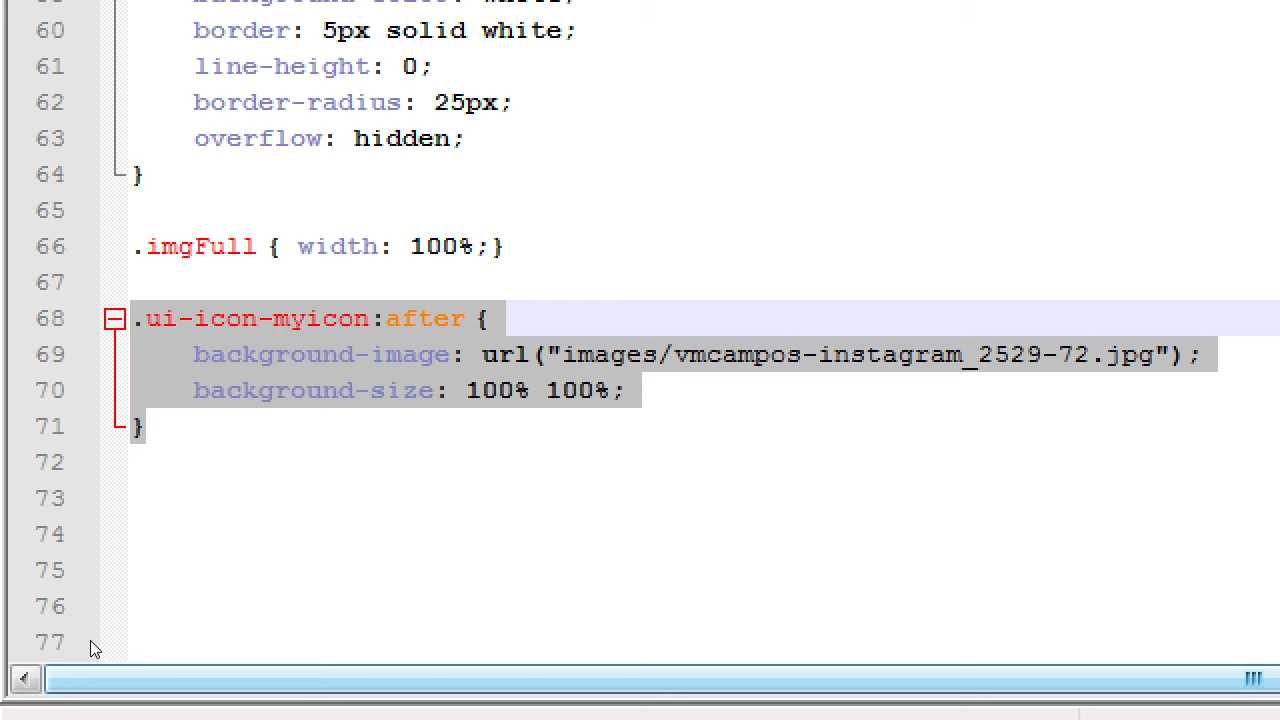 60 border: 5px solid white;
61 line-height: 0;
62 border-radius: 25px;
63 overflow: hidden;
64 }
65
66 .imgFull { width: 100%;}
67
68 .ui-icon-myicon:after {
69 background-image: url("images/vmcampos-instagram_2529-72.jpg");
70 background-size: 100% 100%;
71 }
72
73
74
75
76
77